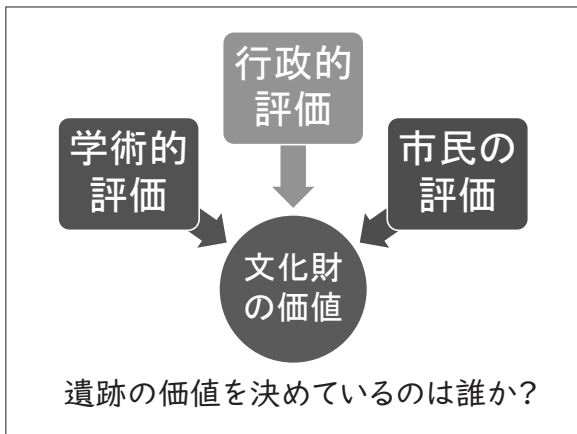 行政的
評価
学術的
評価
市民の
評価
文化財
の価値
遺跡の価値を決めているのは誰か?